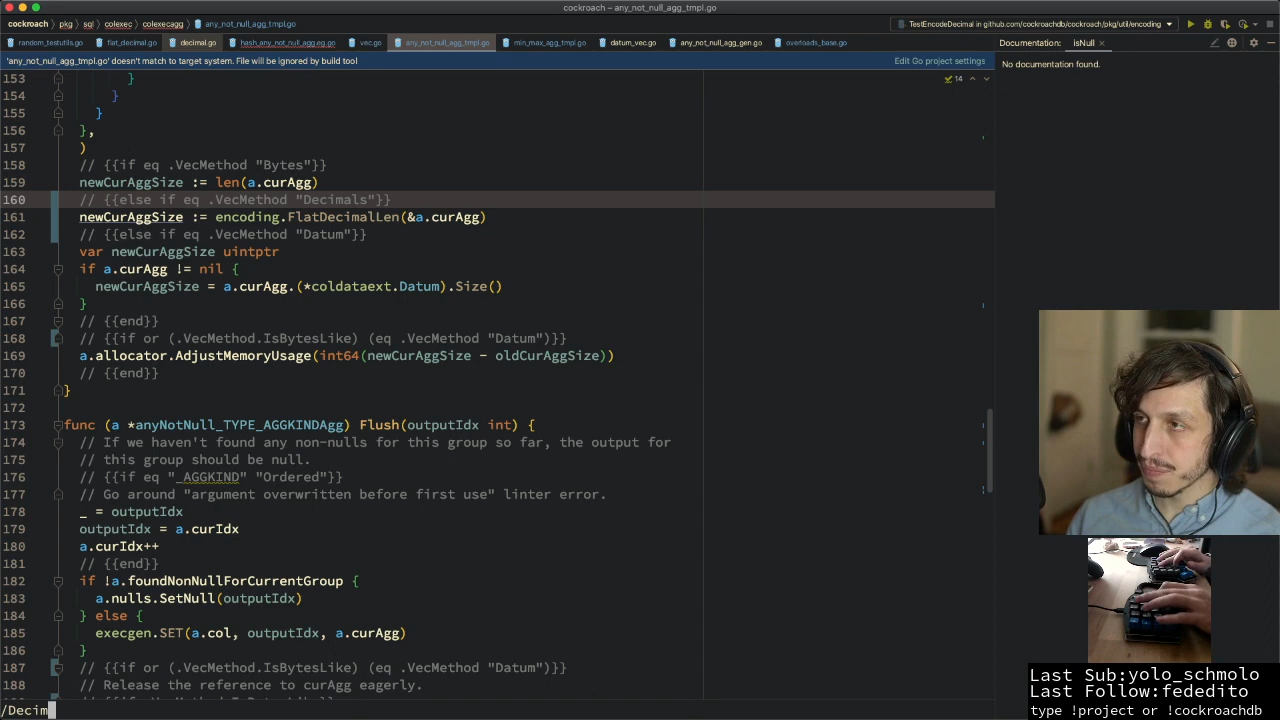 cockroach – any_not_null_agg_tmpl.go
cockroach pkg sql colexec colexecagg any_not_null_agg_tmpl.go
TestEncodeDecimal in github.com/cockroachdb/cockroach/pkg/util/encoding
random_testutils.go flat_decimal.go decimal.go hash_any_not_null_agg.eg.go vec.go any_not_null_agg_tmpl.go min_max_agg_tmpl.go datum_vec.go any_not_null_agg_gen.go overloads_base.go
Documentation: isNull
'any_not_null_agg_tmpl.go' doesn't match to target system. File will be ignored by build tool Edit Go project settings
No documentation found.
14
153 }
154 }
155 }
156 },
157 )
158 // {{if eq .VecMethod "Bytes"}}
159 newCurAggSize := len(a.curAgg)
160 // {{else if eq .VecMethod "Decimals"}}
161 newCurAggSize := encoding.FlatDecimalLen(&a.curAgg)
162 // {{else if eq .VecMethod "Datum"}}
163 var newCurAggSize uintptr
164 if a.curAgg != nil {
165 newCurAggSize = a.curAgg.(*coldataext.Datum).Size()
166 }
167 // {{end}}
168 // {{if or (.VecMethod.IsBytesLike) (eq .VecMethod "Datum")}}
169 a.allocator.AdjustMemoryUsage(int64(newCurAggSize - oldCurAggSize))
170 // {{end}}
171 }
172
173 func (a *anyNotNull_TYPE_AGGKINDAgg) Flush(outputIdx int) {
174 // If we haven't found any non-nulls for this group so far, the output for
175 // this group should be null.
176 // {{if eq "_AGGKIND" "Ordered"}}
177 // Go around "argument overwritten before first use" linter error.
178 _ = outputIdx
179 outputIdx = a.curIdx
180 a.curIdx++
181 // {{end}}
182 if !a.foundNonNullForCurrentGroup {
183 a.nulls.SetNull(outputIdx)
184 } else {
185 execgen.SET(a.col, outputIdx, a.curAgg)
186 }
187 // {{if or (.VecMethod.IsBytesLike) (eq .VecMethod "Datum")}}
188 // Release the reference to curAgg eagerly.
/Decim
Last Sub:yolo_schmolo
Last Follow:fededito
type !project or !cockroachdb